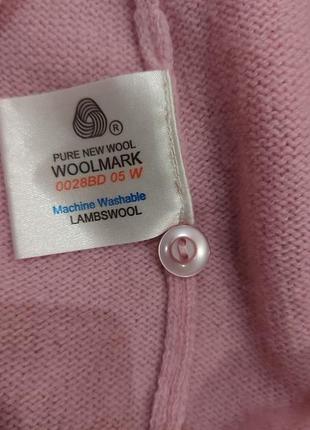 ®
PURE NEW WOOL
WOOLMARK
0028BD 05 W
Machine Washable
LAMBSWOOL